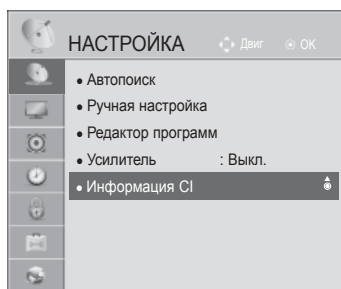 НАСТРОЙКА Двиг OK
• Автопоиск
• Ручная настройка
• Редактор программ
• Усилитель : Выкл.
• Информация CI